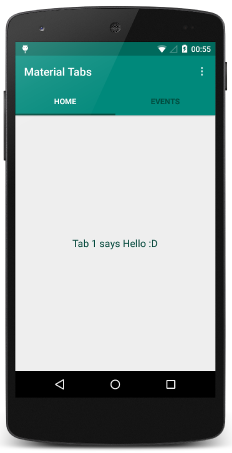 00:55
Material Tabs
HOME EVENTS
Tab 1 says Hello :D